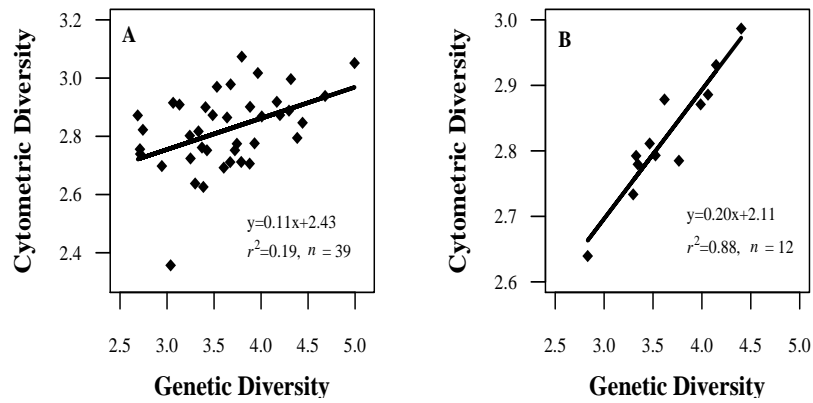 A
Cytometric Diversity
3.2
3.0
2.8
2.6
2.4
y=0.11x+2.43
r²=0.19, n = 39
2.5 3.0 3.5 4.0 4.5 5.0
Genetic Diversity
B
Cytometric Diversity
3.0
2.9
2.8
2.7
2.6
y=0.20x+2.11
r²=0.88, n = 12
2.5 3.0 3.5 4.0 4.5 5.0
Genetic Diversity